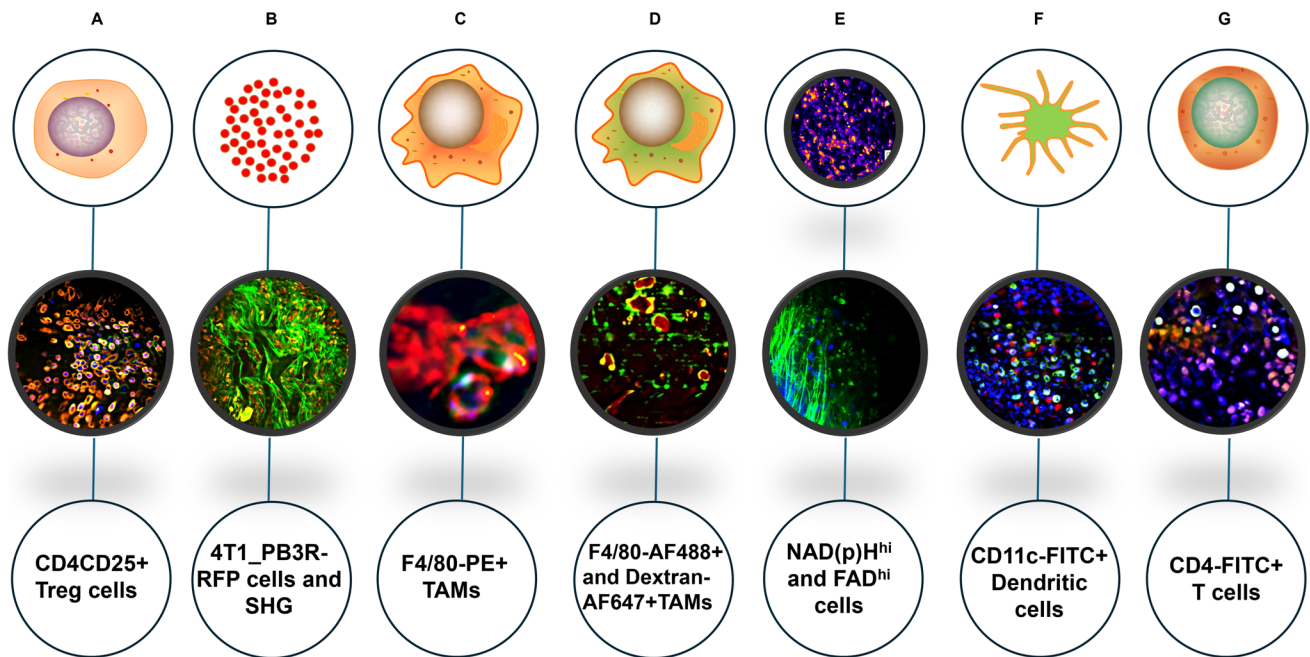 A B C D E F G
CD4CD25+
Treg cells
4T1_PB3R-
RFP cells and
SHG
F4/80-PE+
TAMs
F4/80-AF488+
and Dextran-
AF647+TAMs
NAD(p)Hʰⁱ
and FADʰⁱ
cells
CD11c-FITC+
Dendritic
cells
CD4-FITC+
T cells